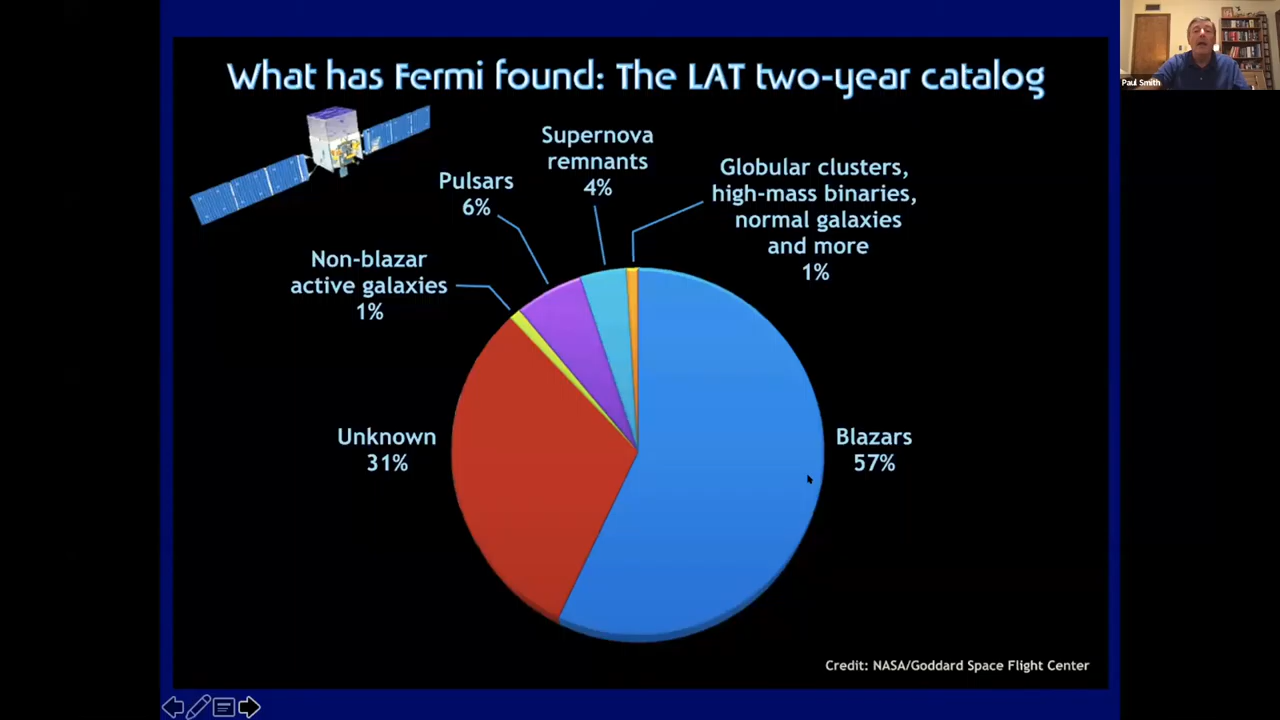 What has Fermi found: The LAT two-year catalog
Paul Smith
Supernova
remnants
4%
Globular clusters,
high-mass binaries,
normal galaxies
and more
1%
Pulsars
6%
Non-blazar
active galaxies
1%
Unknown
31%
Blazars
57%
Credit: NASA/Goddard Space Flight Center